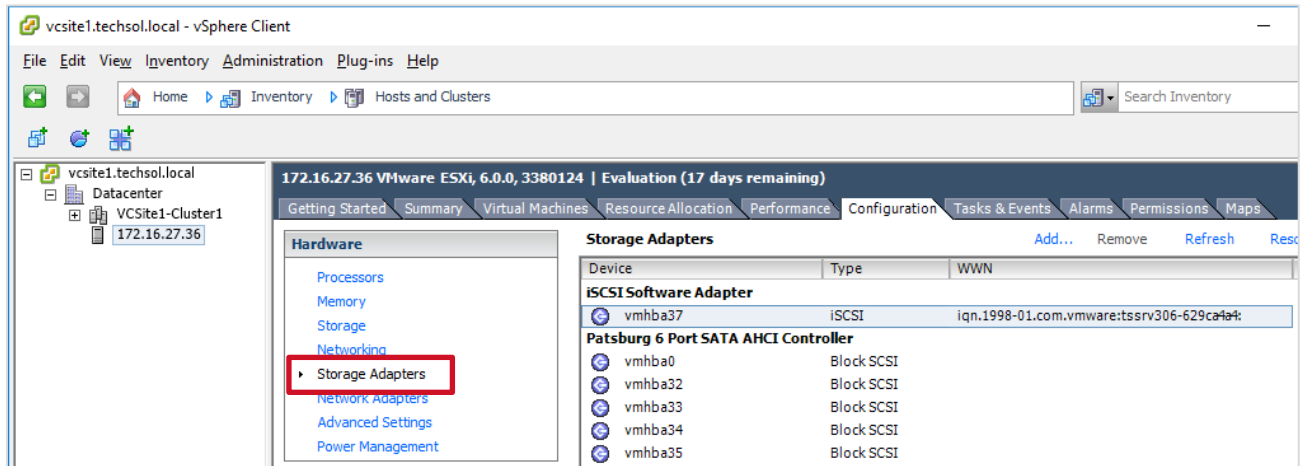 vcsite1.techsol.local - vSphere Client
File Edit View Inventory Administration Plug-ins Help
Home Inventory Hosts and Clusters Search Inventory
vcsite1.techsol.local
Datacenter
VCSite1-Cluster1
172.16.27.36
172.16.27.36 VMware ESXi, 6.0.0, 3380124 | Evaluation (17 days remaining)
Getting Started Summary Virtual Machines Resource Allocation Performance Configuration Tasks & Events Alarms Permissions Maps
Hardware
Processors
Memory
Storage
Networking
Storage Adapters
Network Adapters
Advanced Settings
Power Management
Storage Adapters Add... Remove Refresh Resc
Device Type WWN
iSCSI Software Adapter
vmhba37 iSCSI iqn.1998-01.com.vmware:tssrv306-629ca4a4:
Patsburg 6 Port SATA AHCI Controller
vmhba0 Block SCSI
vmhba32 Block SCSI
vmhba33 Block SCSI
vmhba34 Block SCSI
vmhba35 Block SCSI